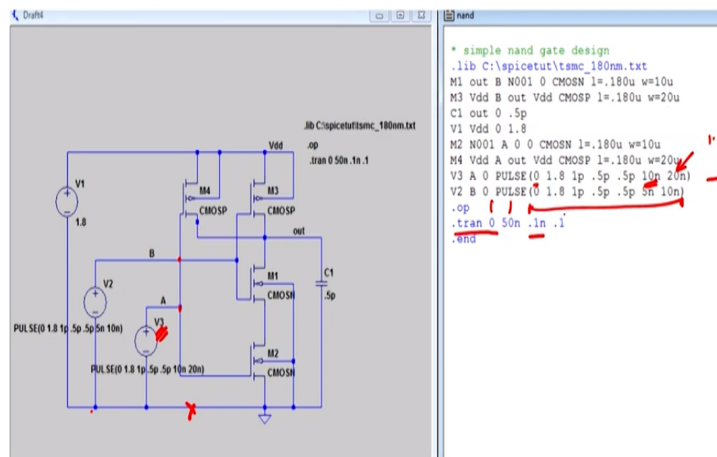 Draft4
.lib C:\spicetut\tsmc_180nm.txt
Vdd
.op
.tran 0 50n .1n .1
V1
1.8
M4
CMOSP
M3
CMOSP
out
B
M1
CMOSN
C1
.5p
V2
A
V3
PULSE(0 1.8 1p .5p .5p 5n 10n)
M2
CMOSN
PULSE(0 1.8 1p .5p .5p 10n 20n)
nand
* simple nand gate design
.lib C:\spicetut\tsmc_180nm.txt
M1 out B N001 0 CMOSN l=.180u w=10u
M3 Vdd B out Vdd CMOSP l=.180u w=20u
C1 out 0 .5p
V1 Vdd 0 1.8
M2 N001 A 0 0 CMOSN l=.180u w=10u
M4 Vdd A out Vdd CMOSP l=.180u w=20u
V3 A 0 PULSE(0 1.8 1p .5p .5p 10n 20n)
V2 B 0 PULSE(0 1.8 1p .5p .5p 5n 10n)
.op
.tran 0 50n .1n .1
.end